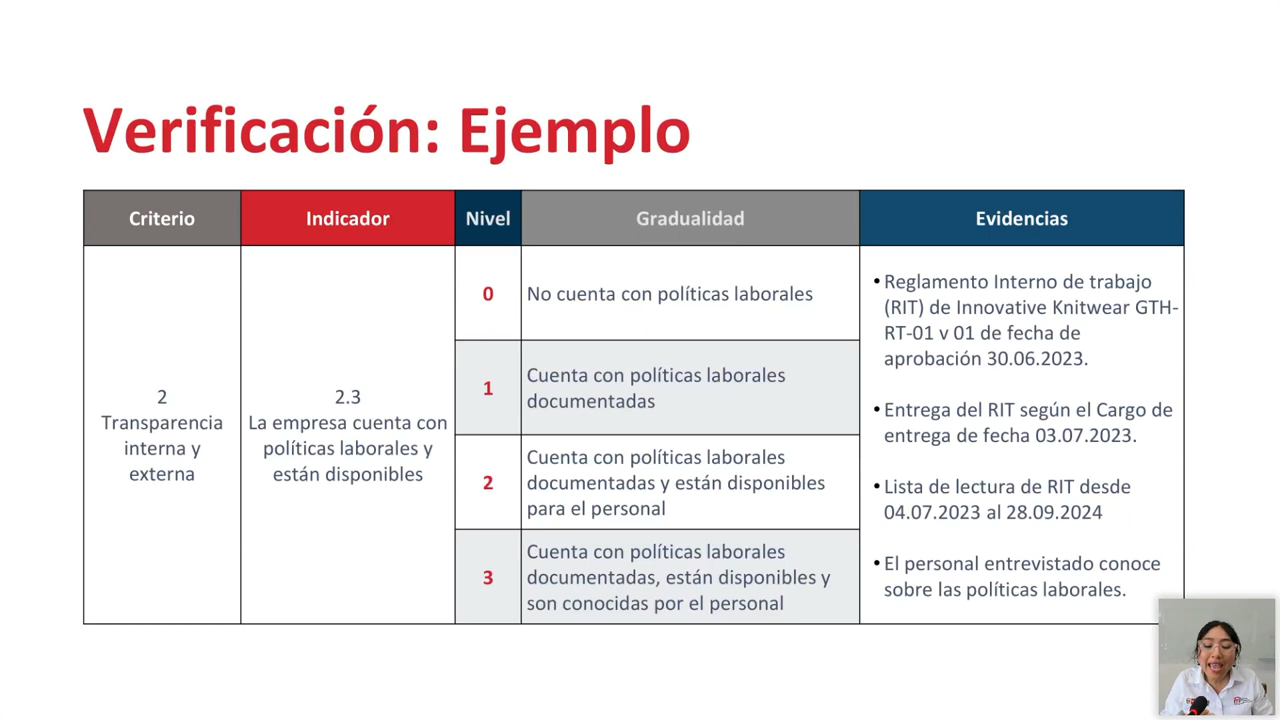 Verificación: Ejemplo
Criterio
Indicador
Nivel
Gradualidad
Evidencias
2
Transparencia
interna y
externa
2.3
La empresa cuenta con
políticas laborales y
están disponibles
0
No cuenta con políticas laborales
1
Cuenta con políticas laborales
documentadas
2
Cuenta con políticas laborales
documentadas y están disponibles
para el personal
3
Cuenta con políticas laborales
documentadas, están disponibles y
son conocidas por el personal
•Reglamento Interno de trabajo
(RIT) de Innovative Knitwear GTH-
RT-01 v 01 de fecha de
aprobación 30.06.2023.
•Entrega del RIT según el Cargo de
entrega de fecha 03.07.2023.
•Lista de lectura de RIT desde
04.07.2023 al 28.09.2024
•El personal entrevistado conoce
sobre las políticas laborales.